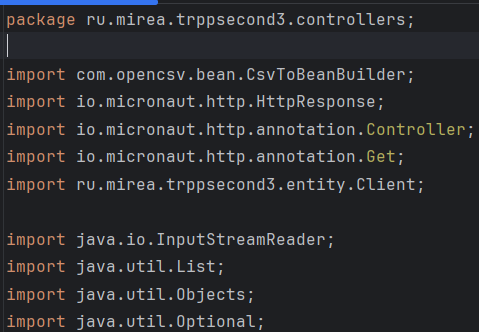 package ru.mirea.trppsecond3.controllers;
import com.opencsv.bean.CsvToBeanBuilder;
import io.micronaut.http.HttpResponse;
import io.micronaut.http.annotation.Controller;
import io.micronaut.http.annotation.Get;
import ru.mirea.trppsecond3.entity.Client;
import java.io.InputStreamReader;
import java.util.List;
import java.util.Objects;
import java.util.Optional;